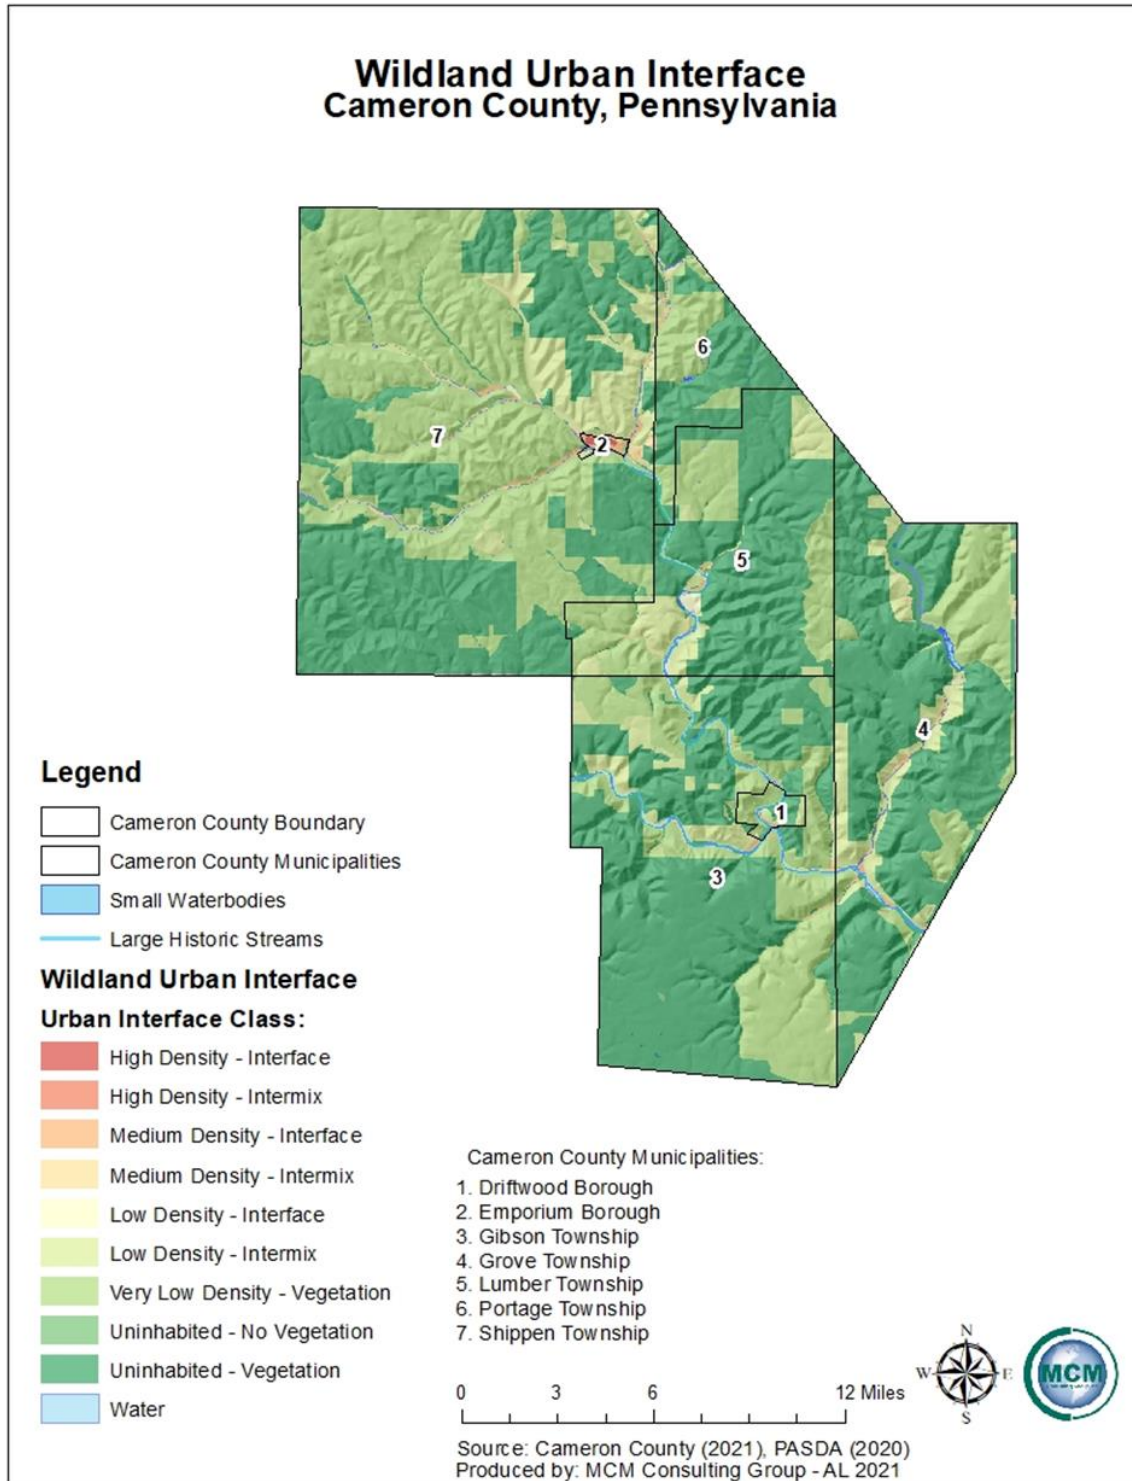 Wildland Urban Interface
Cameron County, Pennsylvania
6
7
2
5
4
1
3
Legend
Cameron County Boundary
Cameron County Municipalities
Small Waterbodies
Large Historic Streams
Wildland Urban Interface
Urban Interface Class:
High Density - Interface
High Density - Intermix
Medium Density - Interface
Medium Density - Intermix
Low Density - Interface
Low Density - Intermix
Very Low Density - Vegetation
Uninhabited - No Vegetation
Uninhabited - Vegetation
Water
Cameron County Municipalities:
1. Driftwood Borough
2. Emporium Borough
3. Gibson Township
4. Grove Township
5. Lumber Township
6. Portage Township
7. Shippen Township
0 3 6 12 Miles
N
W E
S
MCM
Source: Cameron County (2021), PASDA (2020)
Produced by: MCM Consulting Group - AL 2021